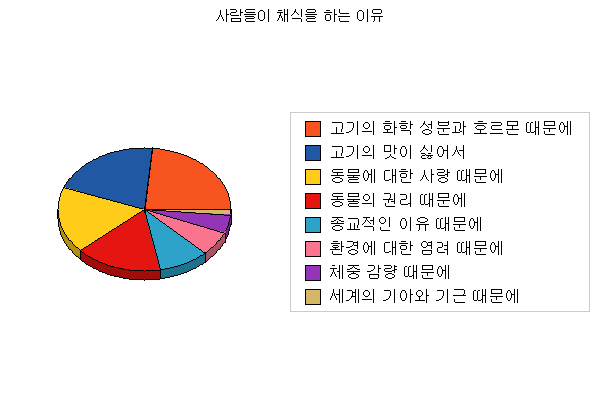 사람들이 채식을 하는 이유
고기의 화학 성분과 호르몬 때문에
고기의 맛이 싫어서
동물에 대한 사랑 때문에
동물의 권리 때문에
종교적인 이유 때문에
환경에 대한 염려 때문에
체중 감량 때문에
세계의 기아와 기근 때문에